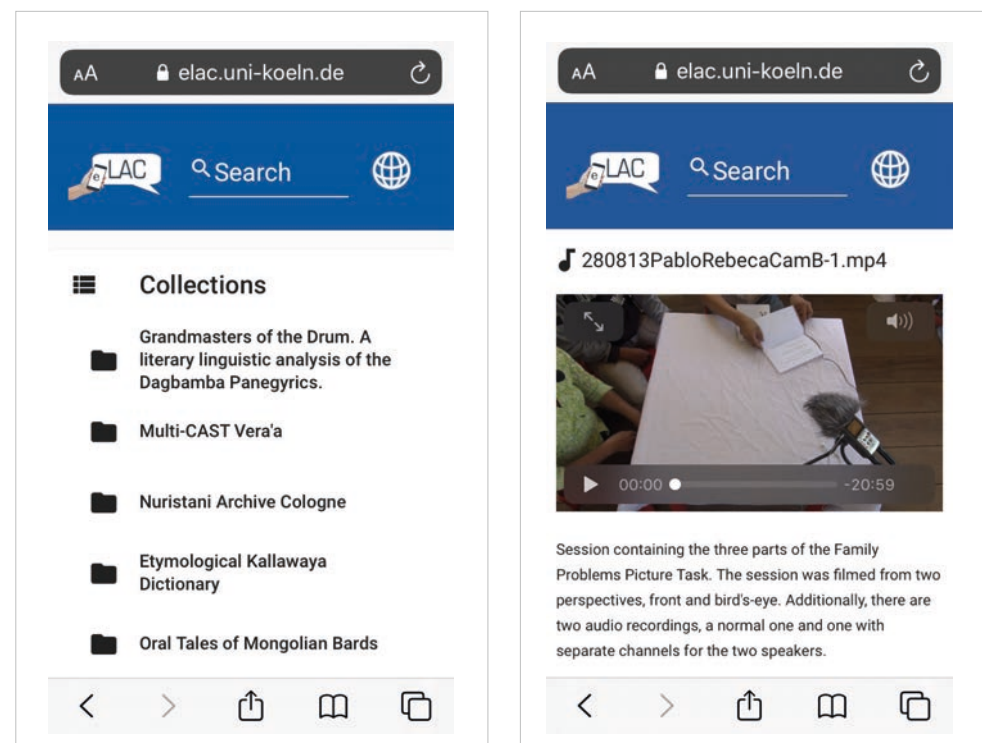 AA elac.uni-koeln.de
eLAC Search
Collections
Grandmasters of the Drum. A
literary linguistic analysis of the
Dagbamba Panegyrics.
Multi-CAST Vera'a
Nuristani Archive Cologne
Etymological Kallawaya
Dictionary
Oral Tales of Mongolian Bards
AA elac.uni-koeln.de
eLAC Search
280813PabloRebecaCamB-1.mp4
00:00 -20:59
Session containing the three parts of the Family
Problems Picture Task. The session was filmed from two
perspectives, front and bird's-eye. Additionally, there are
two audio recordings, a normal one and one with
separate channels for the two speakers.